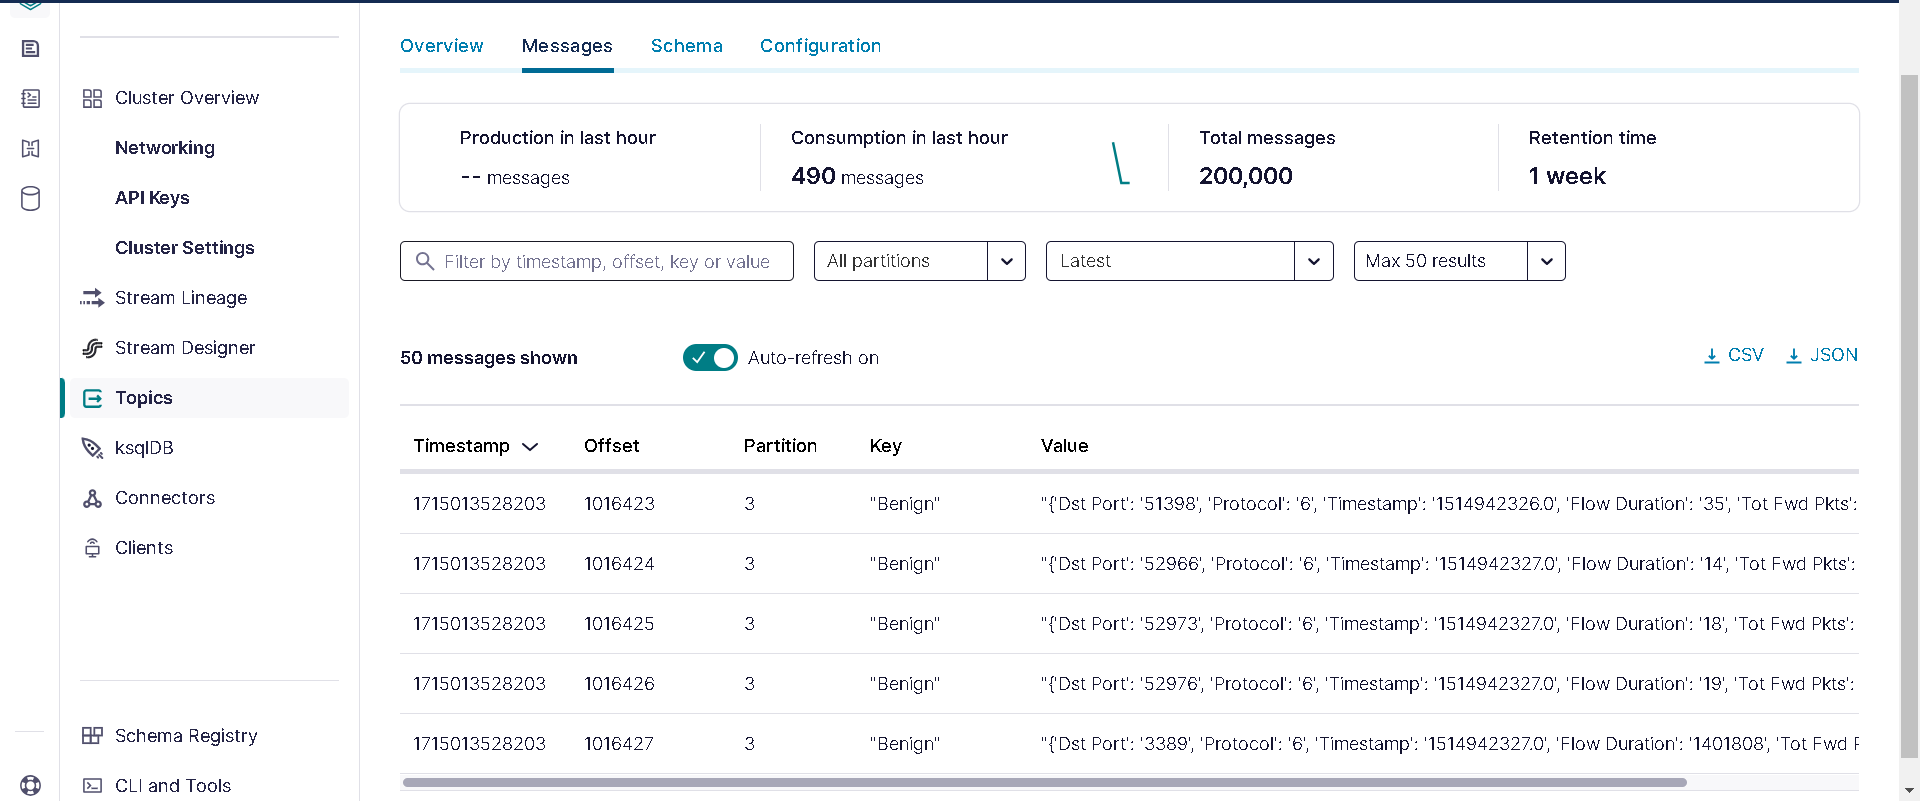 Overview Messages Schema Configuration
Cluster Overview
Networking
API Keys
Cluster Settings
Stream Lineage
Stream Designer
Topics
ksqlDB
Connectors
Clients
Schema Registry
CLI and Tools
Production in last hour
-- messages
Consumption in last hour
490 messages
Total messages
200,000
Retention time
1 week
Filter by timestamp, offset, key or value
All partitions
Latest
Max 50 results
50 messages shown
Auto-refresh on
CSV JSON
Timestamp Offset Partition Key Value
1715013528203 1016423 3 "Benign" "{'Dst Port': '51398', 'Protocol': '6', 'Timestamp': '1514942326.0', 'Flow Duration': '35', 'Tot Fwd Pkts':
1715013528203 1016424 3 "Benign" "{'Dst Port': '52966', 'Protocol': '6', 'Timestamp': '1514942327.0', 'Flow Duration': '14', 'Tot Fwd Pkts':
1715013528203 1016425 3 "Benign" "{'Dst Port': '52973', 'Protocol': '6', 'Timestamp': '1514942327.0', 'Flow Duration': '18', 'Tot Fwd Pkts':
1715013528203 1016426 3 "Benign" "{'Dst Port': '52976', 'Protocol': '6', 'Timestamp': '1514942327.0', 'Flow Duration': '19', 'Tot Fwd Pkts':
1715013528203 1016427 3 "Benign" "{'Dst Port': '3389', 'Protocol': '6', 'Timestamp': '1514942327.0', 'Flow Duration': '1401808', 'Tot Fwd